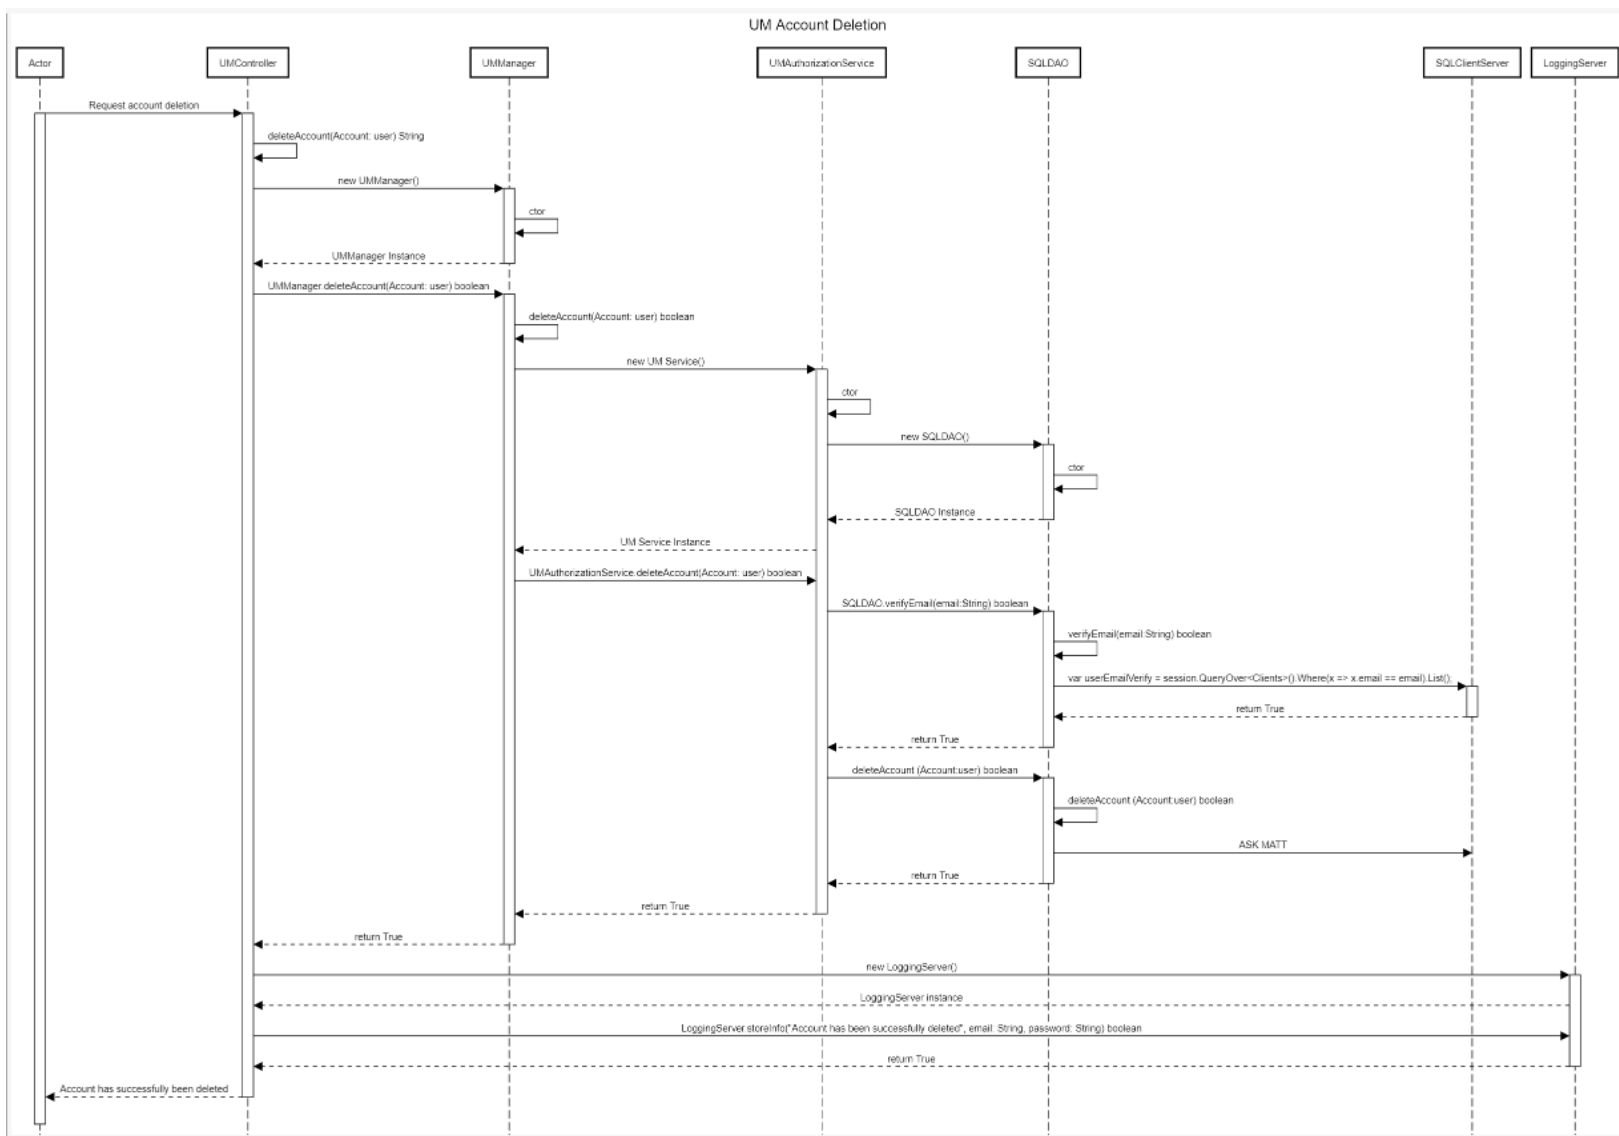 UM Account Deletion
Actor
UMController
UMManager
UMAuthorizationService
SQLDAO
SQLClientServer
LoggingServer
Request account deletion
deleteAccount(Account: user) String
new UMManager()
ctor
UMManager Instance
UMManager.deleteAccount(Account: user) boolean
deleteAccount(Account: user) boolean
new UM Service()
ctor
new SQLDAO()
ctor
SQLDAO Instance
UM Service Instance
UMAuthorizationService.deleteAccount(Account: user) boolean
SQLDAO.verifyEmail(email:String) boolean
verifyEmail(email:String) boolean
var userEmailVerify = session.QueryOver<Clients>().Where(x => x.email == email).List();
return True
return True
deleteAccount (Account:user) boolean
deleteAccount (Account:user) boolean
ASK MATT
return True
return True
return True
new LoggingServer()
LoggingServer instance
LoggingServer.storeInfo("Account has been successfully deleted", email: String, password: String) boolean
return True
Account has successfully been deleted